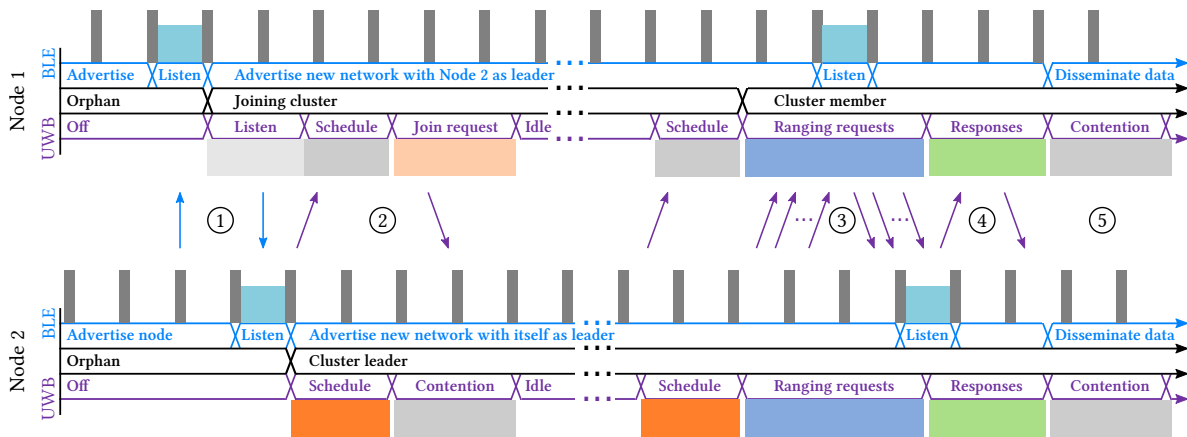 Node 1
BLE
Advertise Listen Advertise new network with Node 2 as leader ... Listen Disseminate data
Orphan Joining cluster ... Cluster member
UWB
Off Listen Schedule Join request Idle ... Schedule Ranging requests Responses Contention
1 2 ... 3 ... 4 5
Node 2
BLE
Advertise node Listen Advertise new network with itself as leader ... Listen Disseminate data
Orphan Cluster leader ...
UWB
Off Schedule Contention Idle ... Schedule Ranging requests Responses Contention